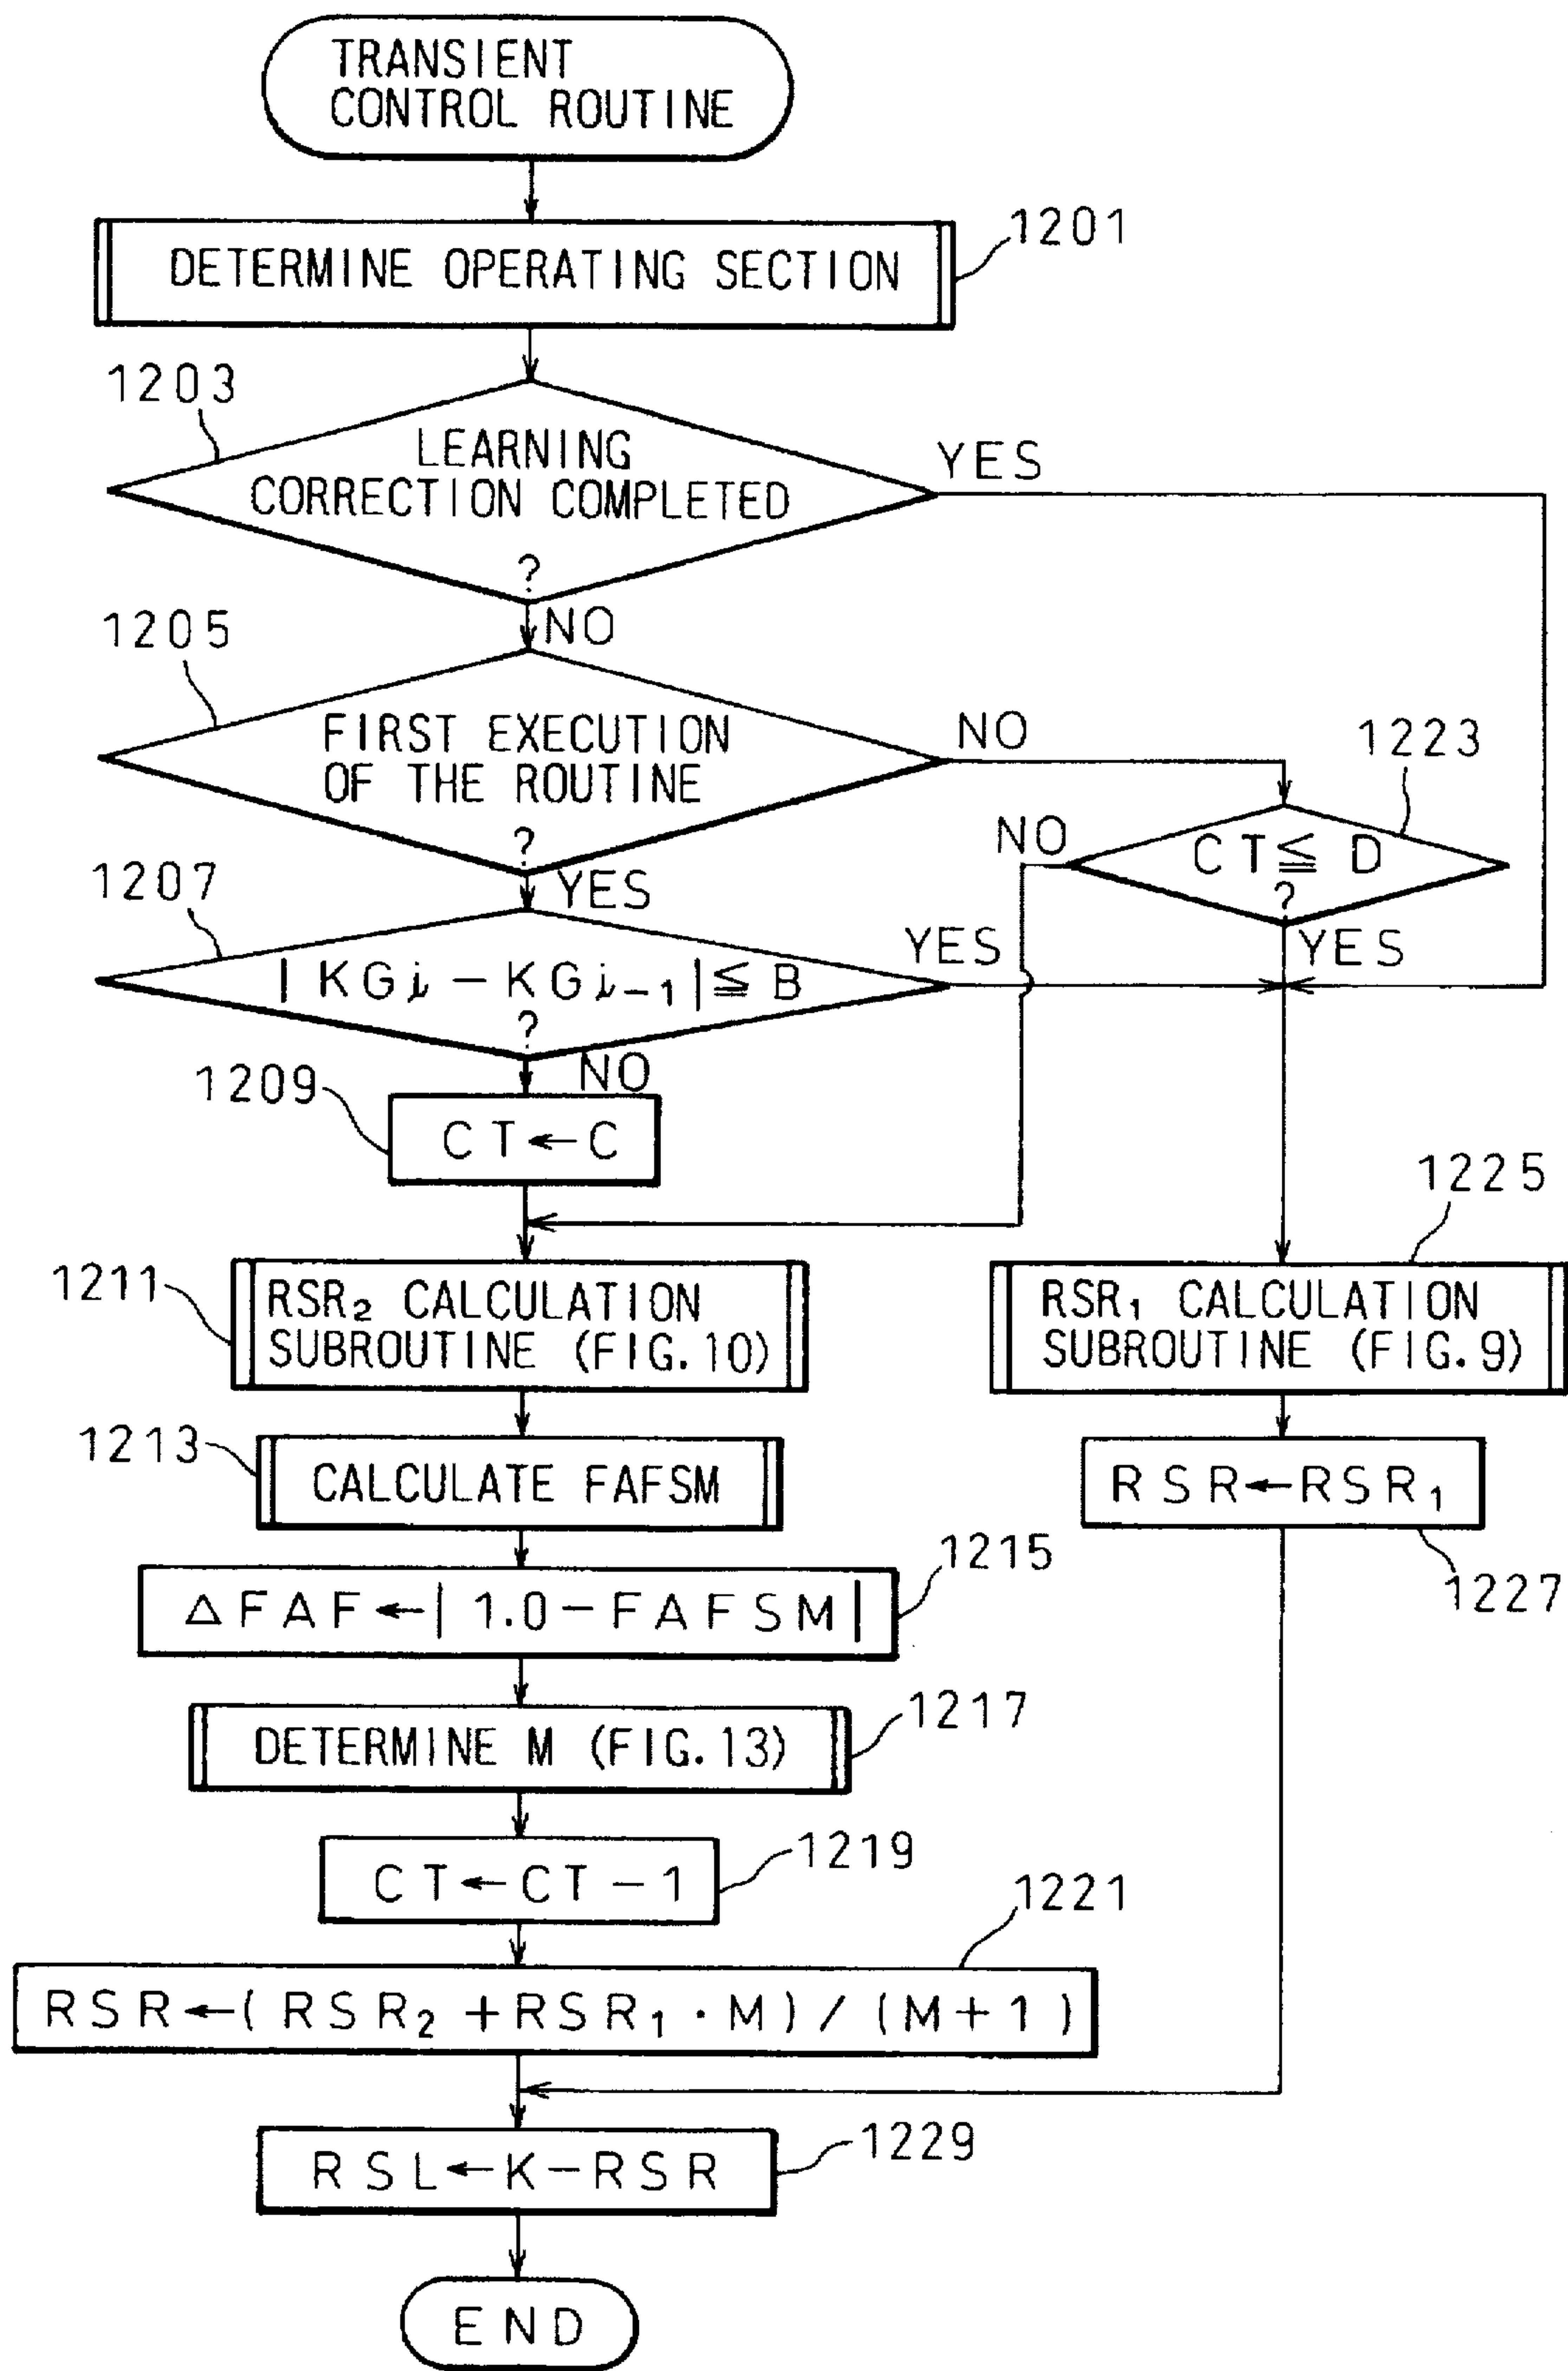 TRANSIENT
CONTROL ROUTINE
DETERMINE OPERATING SECTION
1201
1203
LEARNING
CORRECTION COMPLETED
?
YES
NO
1205
FIRST EXECUTION
OF THE ROUTINE
?
NO
1223
CT≦D
?
NO
YES
YES
1207
|KGi−KGi−1|≦B
?
YES
NO
1209
CT←C
1211
RSR₂ CALCULATION
SUBROUTINE (FIG.10)
1225
RSR₁ CALCULATION
SUBROUTINE (FIG.9)
1213
CALCULATE FAFSM
RSR←RSR₁
1227
1215
△FAF←|1.0−FAFSM|
1217
DETERMINE M (FIG.13)
1219
CT←CT−1
1221
RSR←(RSR₂+RSR₁·M)/(M+1)
1229
RSL←K−RSR
END